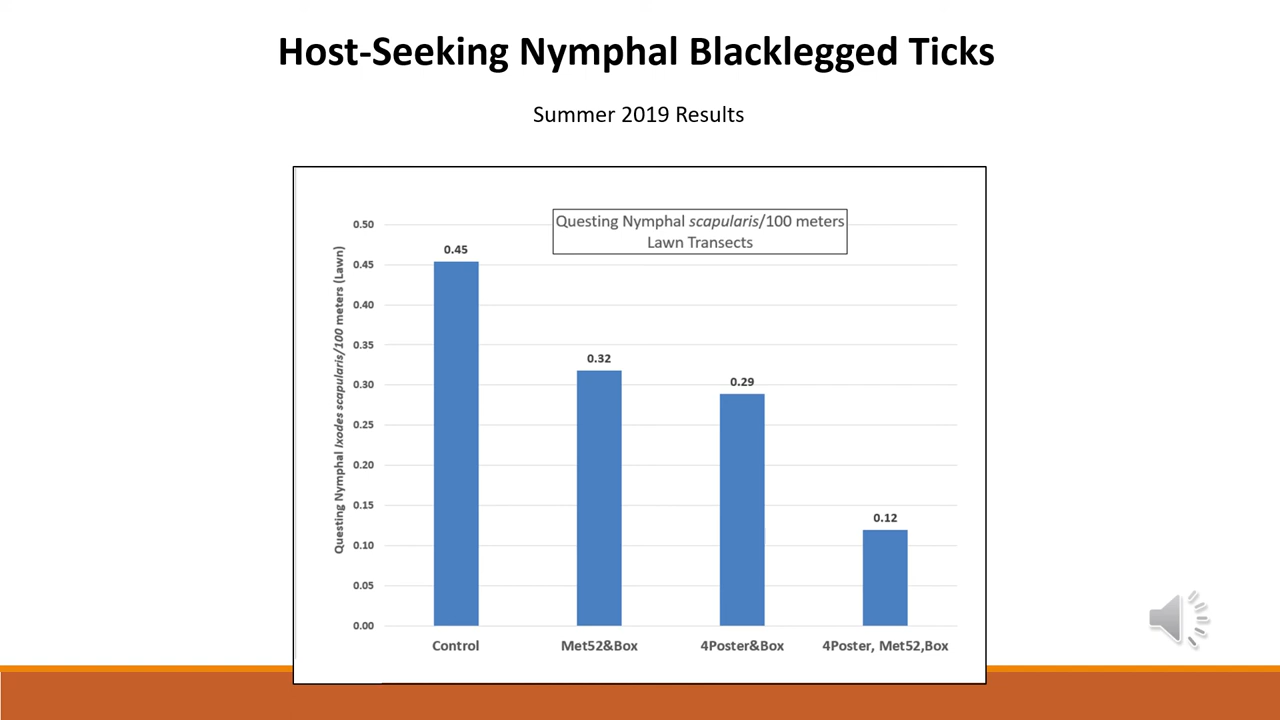 Host-Seeking Nymphal Blacklegged Ticks
Summer 2019 Results
Questing Nymphal scapularis/100 meters
Lawn Transects
Questing Nymphal Ixodes scapularis/100 meters (Lawn)
0.50
0.45
0.40
0.35
0.30
0.25
0.20
0.15
0.10
0.05
0.00
0.45
0.32
0.29
0.12
Control
Met52&Box
4Poster&Box
4Poster, Met52,Box